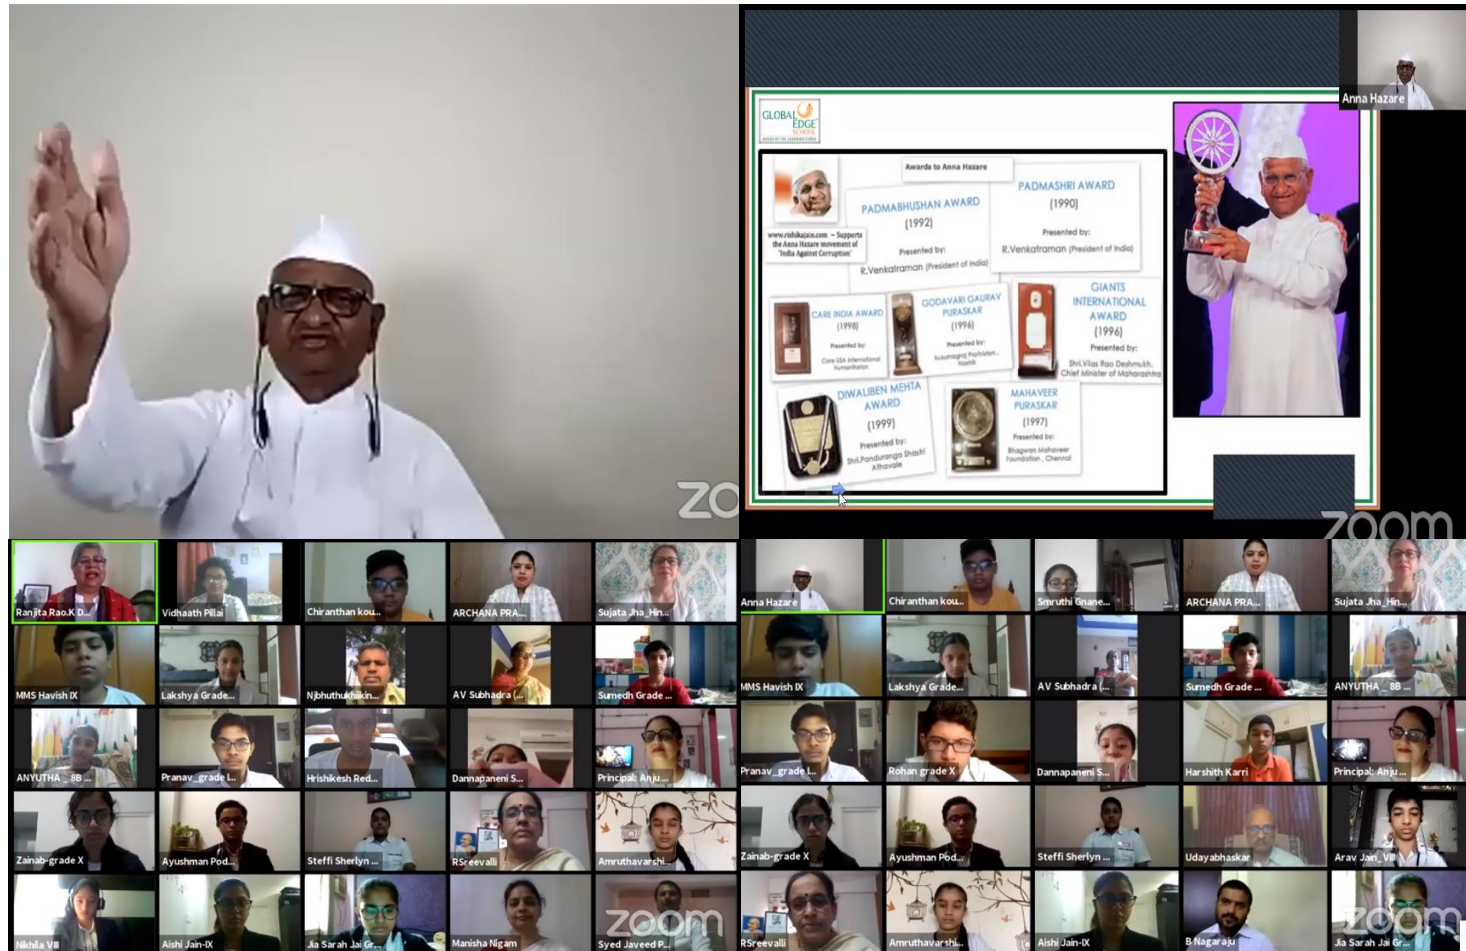 ZO
Anna Hazare
GLOBAL
EDGE
SCHOOL
Awards to Anna Hazare
www.rishikajain.com ~ Supports
the Anna Hazare movement of
'India Against Corruption'
PADMABHUSHAN AWARD
(1992)
Presented by:
R.Venkatraman (President of India)
PADMASHRI AWARD
(1990)
Presented by:
R.Venkatraman (President of India)
CARE INDIA AWARD
(1998)
Presented by:
Care USA International
Humanitarian
GODAVARI GAURAV
PURASKAR
(1996)
Presented by:
Nashik
GIANTS
INTERNATIONAL
AWARD
(1996)
Presented by:
Shri.Vilas Rao Deshmukh.
Chief Minister of Maharashtra
DIWALIBEN MEHTA
AWARD
(1999)
Presented by:
Shri.Panduranga Shastri
Athavale
MAHAVEER
PURASKAR
(1997)
Presented by:
Bhagwan Mahaveer
Foundation , Chennai
zoom
Ranjita Rao.K D...
Vidhaath Pillai
Chiranthan kou...
ARCHANA PRA...
Sujata Jha_Hin...
MMS Havish IX
Lakshya Grade...
Njbhuthukhikin...
AV Subhadra (...
Sumedh Grade ...
ANYUTHA _ 8B ...
Pranav_grade I...
Hrishikesh Red...
Dannapaneni S...
Principal: Anju ...
Zainab-grade X
Ayushman Pod...
Steffi Sherlyn ...
RSreevalli
Amruthavarshi...
Nikhila VIII
Aishi Jain-IX
Jia Sarah Jai Gr...
Manisha Nigam
Syed Javeed P...
zoom
Anna Hazare
Chiranthan kou...
Smruthi Gnane...
ARCHANA PRA...
Sujata Jha_Hin...
MMS Havish IX
Lakshya Grade...
AV Subhadra (...
Sumedh Grade ...
ANYUTHA _ 8B ...
Pranav_grade I...
Rohan grade X
Dannapaneni S...
Harshith Karri
Principal: Anju ...
Zainab-grade X
Ayushman Pod...
Steffi Sherlyn ...
Udayabhaskar
Arav Jain_VIII
RSreevalli
Amruthavarshi...
Aishi Jain-IX
B Nagaraju
Jia Sarah Jai Gr...
zoom